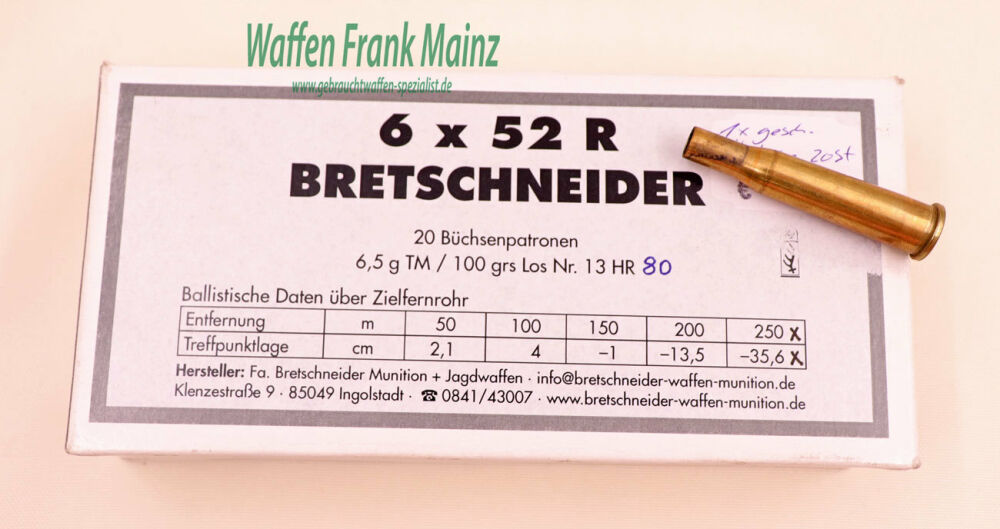 Waffen Frank Mainz
www.gebrauchtwaffen-spezialist.de
6 x 52 R
1x gesch.
20St
BRETSCHNEIDER
€
20 Büchsenpatronen
6,5 g TM / 100 grs Los Nr. 13 HR 80
Ballistische Daten über Zielfernrohr
Entfernung m 50 100 150 200 250 x
Treffpunktlage cm 2,1 4 –1 –13,5 –35,6 x
Hersteller: Fa. Bretschneider Munition + Jagdwaffen · info@bretschneider-waffen-munition.de
Klenzestraße 9 · 85049 Ingolstadt · ☎ 0841/43007 · www.bretschneider-waffen-munition.de